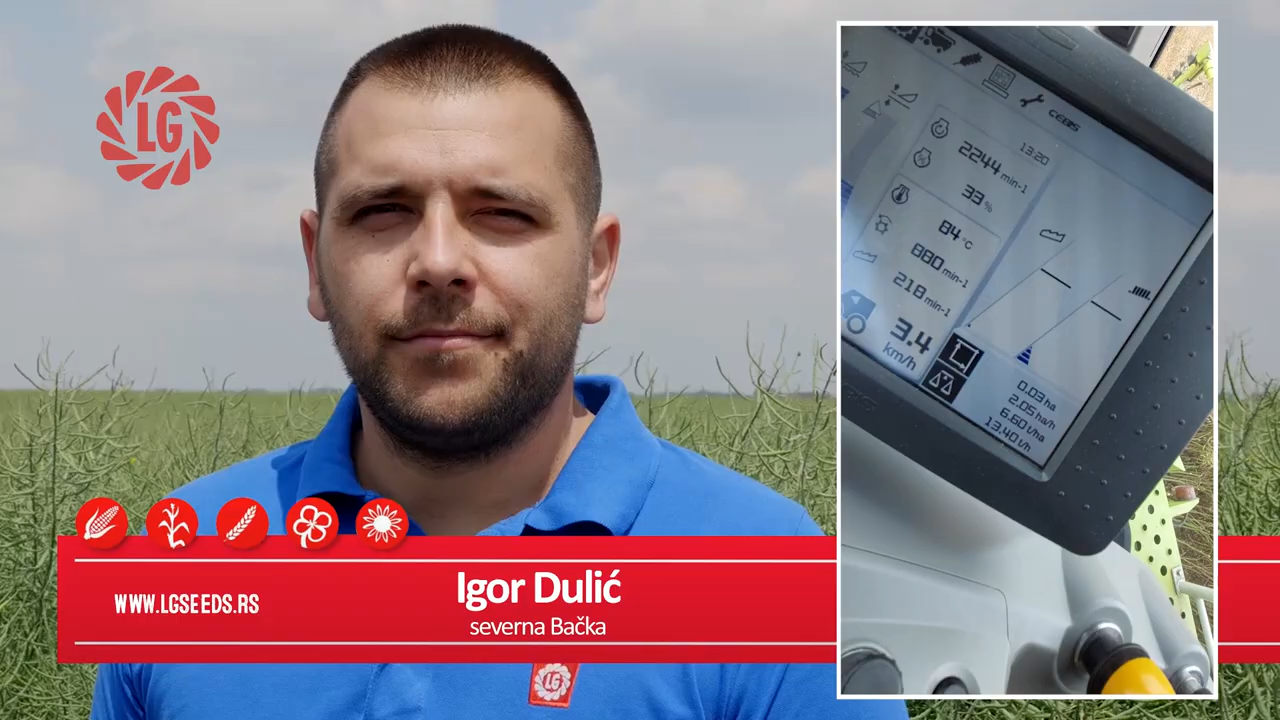 LG
WWW.LGSEEDS.RS
Igor Dulić
severna Bačka
LG
CEBIS
13:20
2244 min-1
33 %
84 °C
880 min-1
218 min-1
3.4
km/h
0.03 ha
2.05 ha/h
6.60 t/ha
13.40 t/h